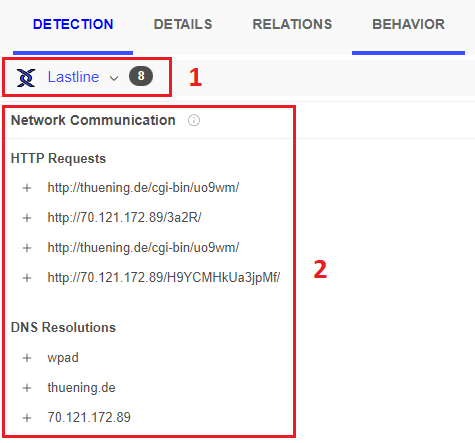 DETECTION DETAILS RELATIONS BEHAVIOR
Lastline 8 1
Network Communication
HTTP Requests
+ http://thuening.de/cgi-bin/uo9wm/
+ http://70.121.172.89/3a2R/
+ http://thuening.de/cgi-bin/uo9wm/
+ http://70.121.172.89/H9YCMHkUa3jpMf/
2
DNS Resolutions
+ wpad
+ thuening.de
+ 70.121.172.89